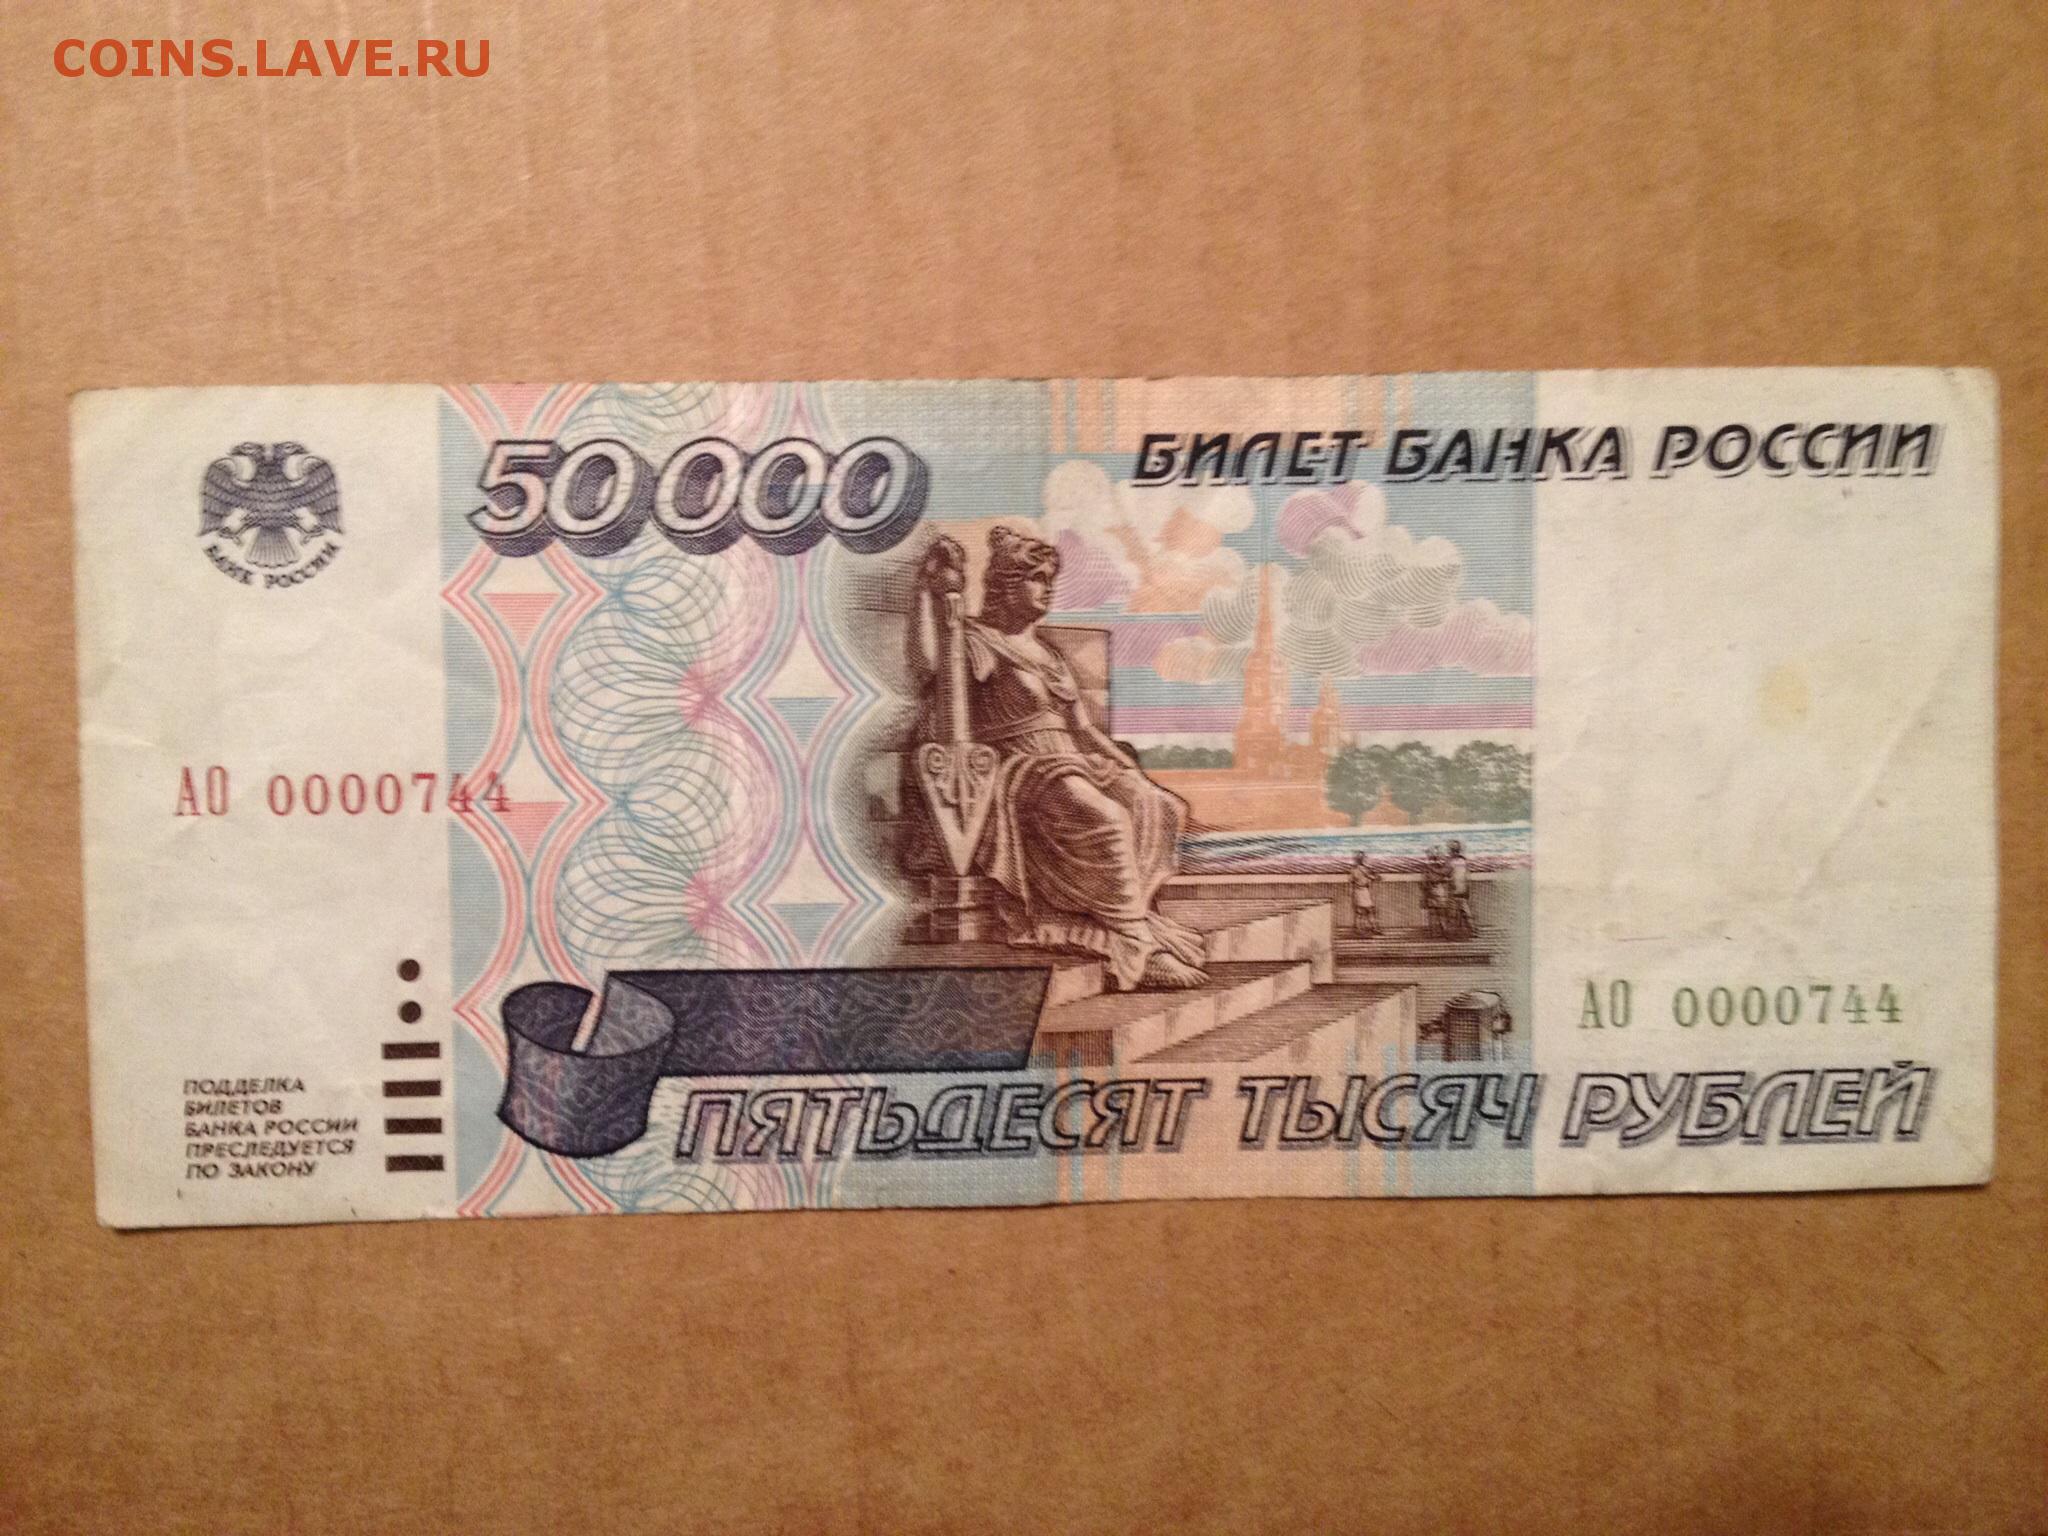 COINS.LAVE.RU
50 000
БИЛЕТ БАНКА РОССИИ
БАНК РОССИИ
АО 0000744
АО 0000744
ПОДДЕЛКА
БИЛЕТОВ
БАНКА РОССИИ
ПРЕСЛЕДУЕТСЯ
ПО ЗАКОНУ
ПЯТЬДЕСЯТ ТЫСЯЧ РУБЛЕЙ